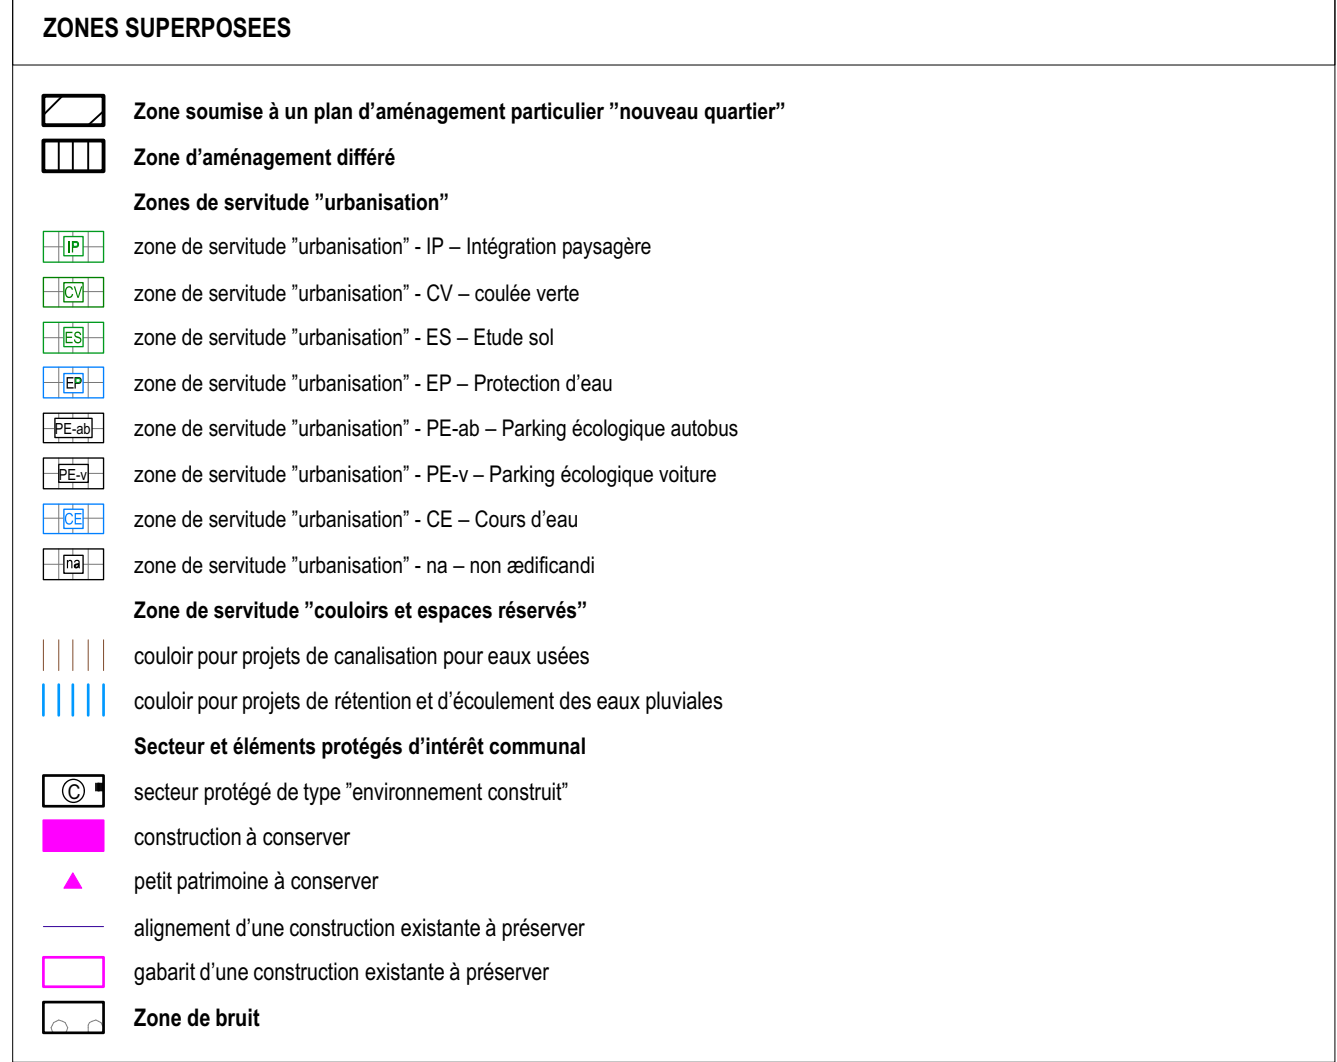 ZONES SUPERPOSEES
Zone soumise à un plan d’aménagement particulier ”nouveau quartier”
Zone d’aménagement différé
Zones de servitude ”urbanisation”
IP zone de servitude ”urbanisation” - IP – Intégration paysagère
CV zone de servitude ”urbanisation” - CV – coulée verte
ES zone de servitude ”urbanisation” - ES – Etude sol
EP zone de servitude ”urbanisation” - EP – Protection d’eau
PE-ab zone de servitude ”urbanisation” - PE-ab – Parking écologique autobus
PE-v zone de servitude ”urbanisation” - PE-v – Parking écologique voiture
CE zone de servitude ”urbanisation” - CE – Cours d’eau
na zone de servitude ”urbanisation” - na – non ædificandi
Zone de servitude ”couloirs et espaces réservés”
couloir pour projets de canalisation pour eaux usées
couloir pour projets de rétention et d’écoulement des eaux pluviales
Secteur et éléments protégés d’intérêt communal
© secteur protégé de type ”environnement construit”
construction à conserver
petit patrimoine à conserver
alignement d’une construction existante à préserver
gabarit d’une construction existante à préserver
Zone de bruit